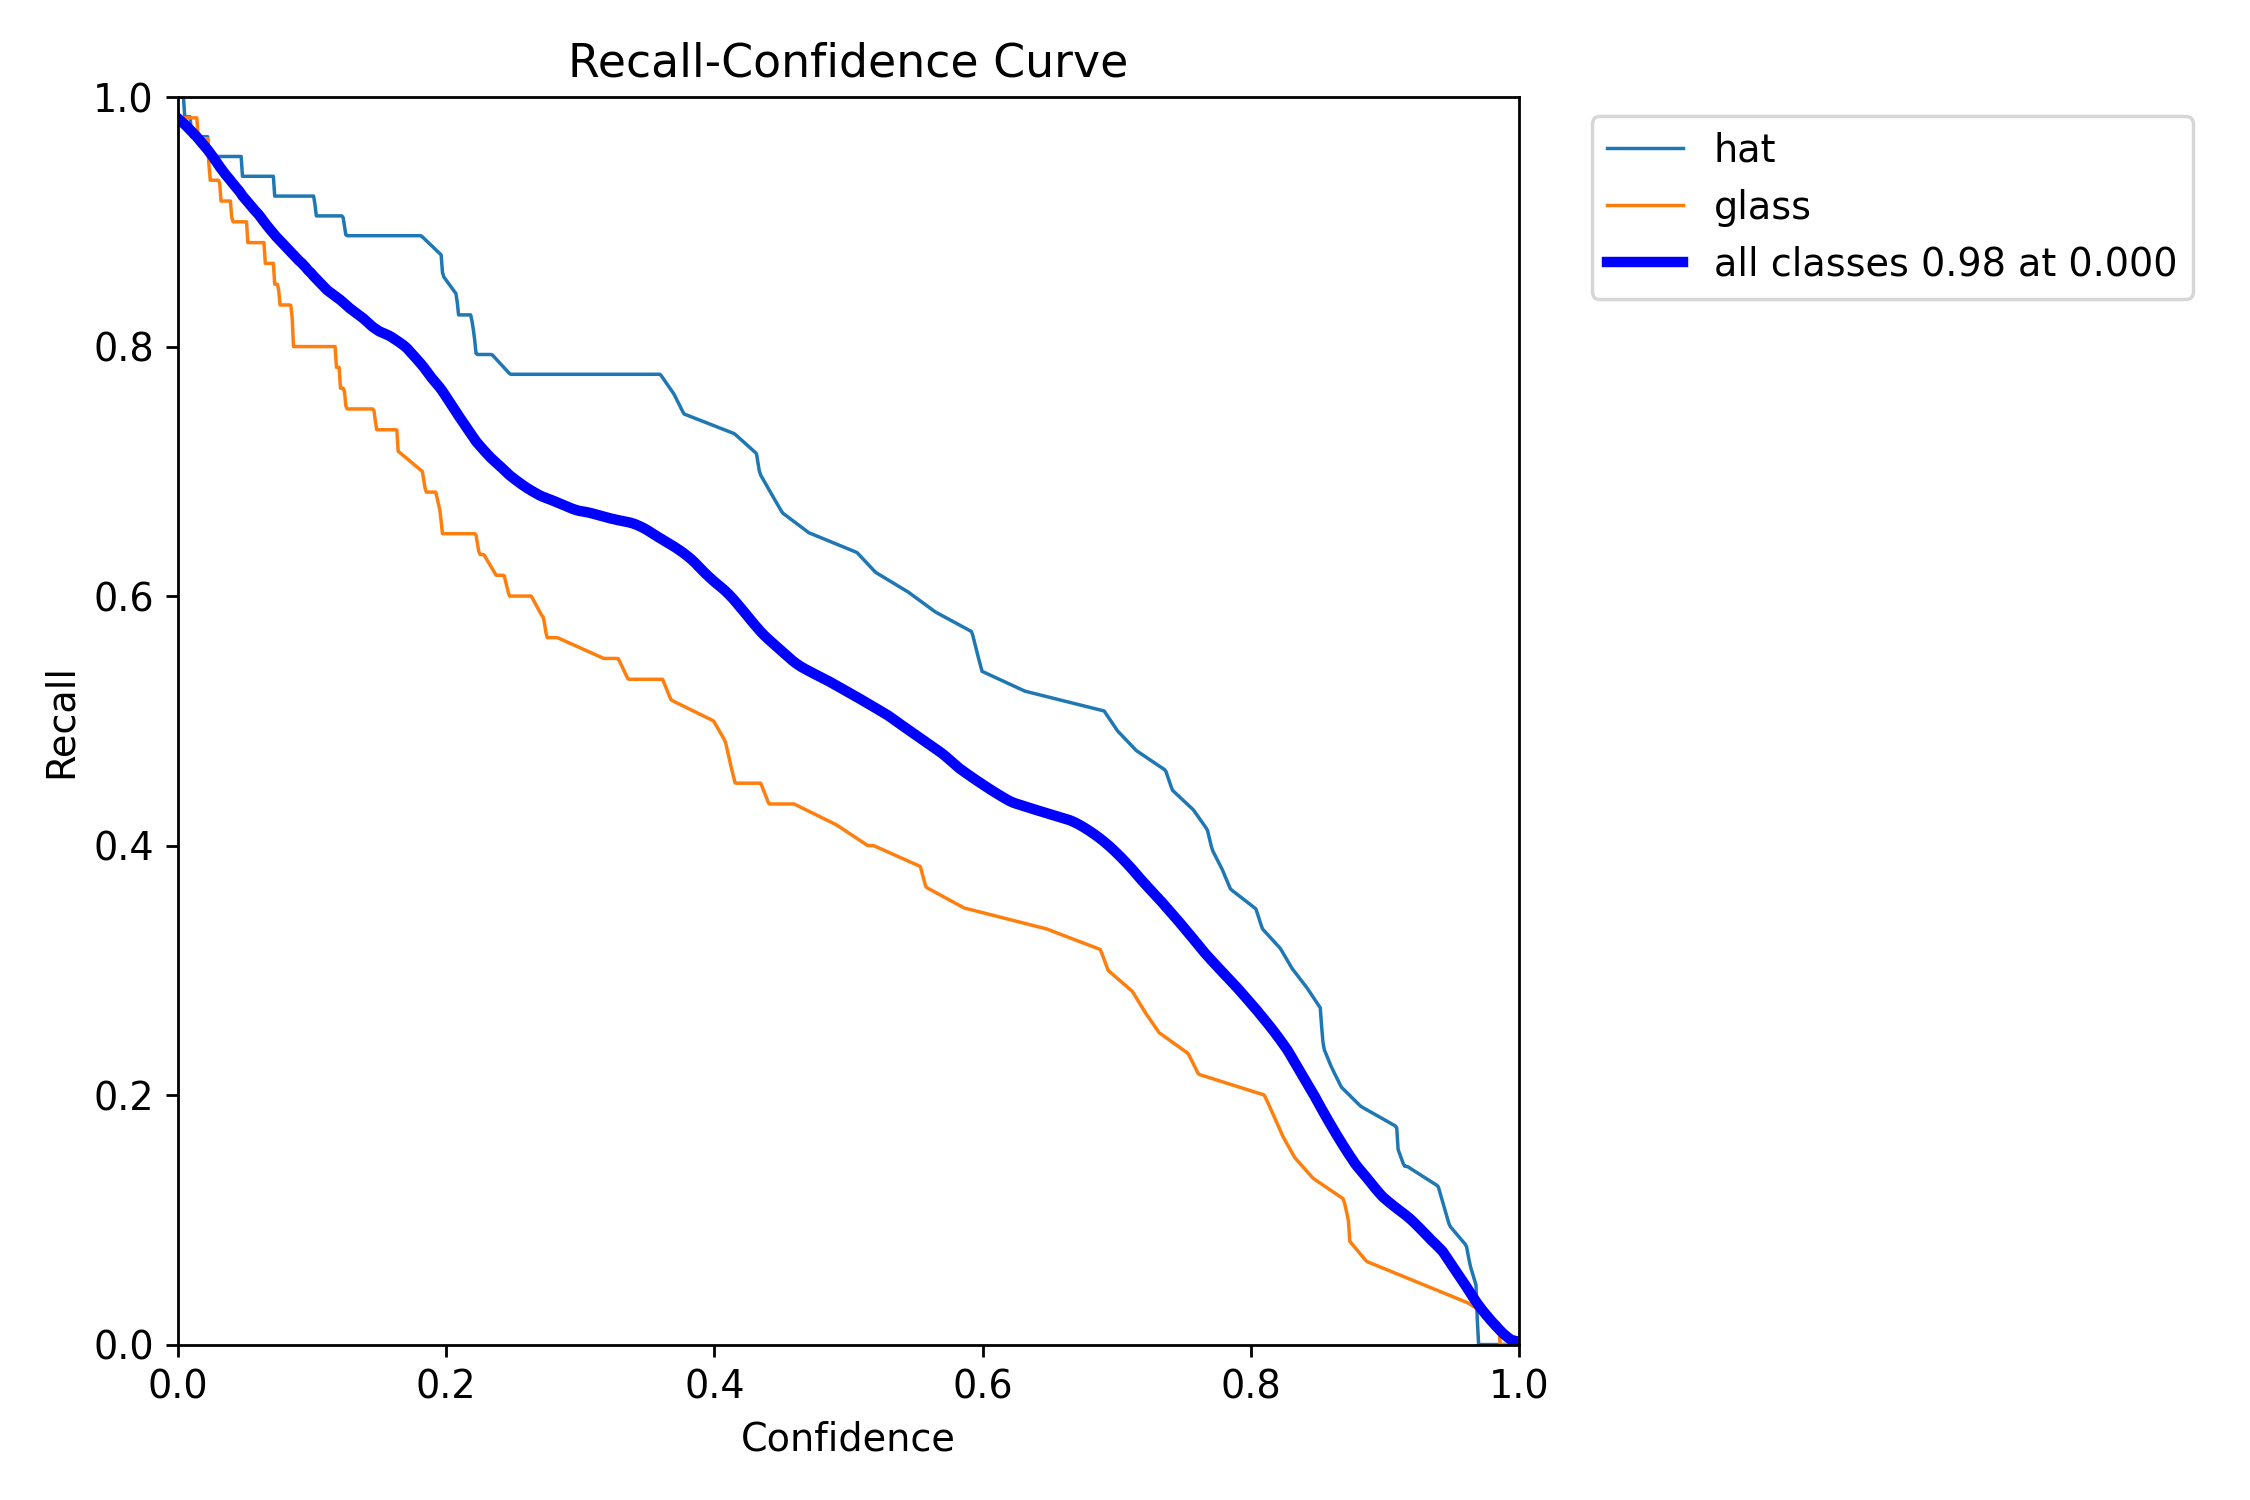 Recall-Confidence Curve
1.0
0.8
0.6
0.4
0.2
0.0
Recall
0.0 0.2 0.4 0.6 0.8 1.0
Confidence
hat
glass
all classes 0.98 at 0.000